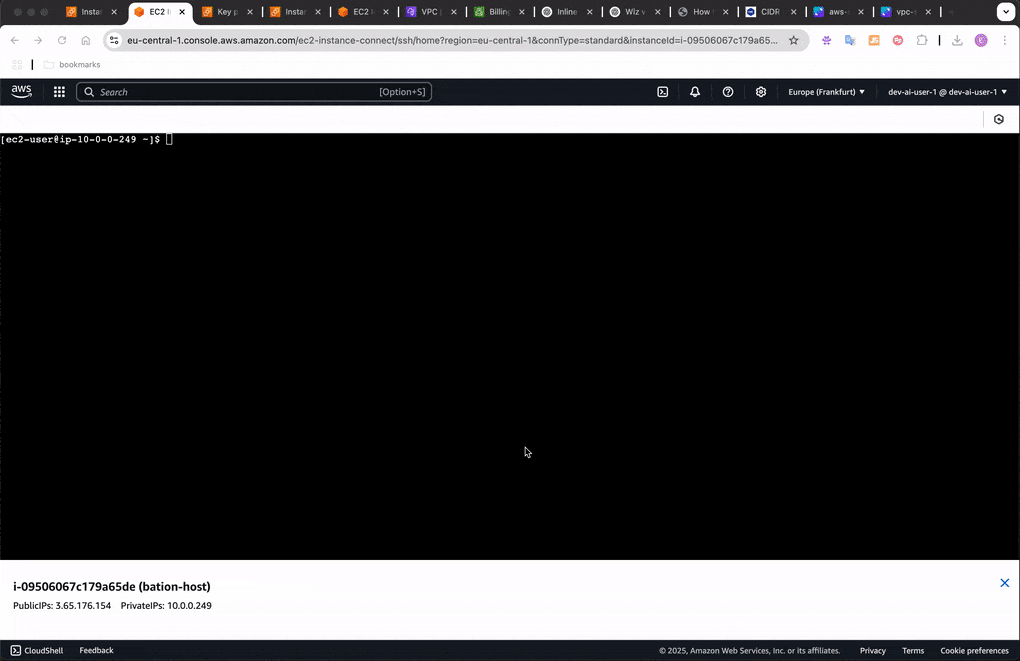 Instar
EC2 I
Key p
Instar
EC2 I
VPC
Billing
Inline
Wiz v
How
CIDR
aws-
vpc-s
eu-central-1.console.aws.amazon.com/ec2-instance-connect/ssh/home?region=eu-central-1&connType=standard&instanceId=i-09506067c179a65...
bookmarks
aws
Search
[Option+S]
Europe (Frankfurt)
dev-ai-user-1 @ dev-ai-user-1
[ec2-user@ip-10-0-0-249 ~]$
i-09506067c179a65de (bation-host)
PublicIPs: 3.65.176.154 PrivateIPs: 10.0.0.249
CloudShell Feedback
© 2025, Amazon Web Services, Inc. or its affiliates. Privacy Terms Cookie preferences